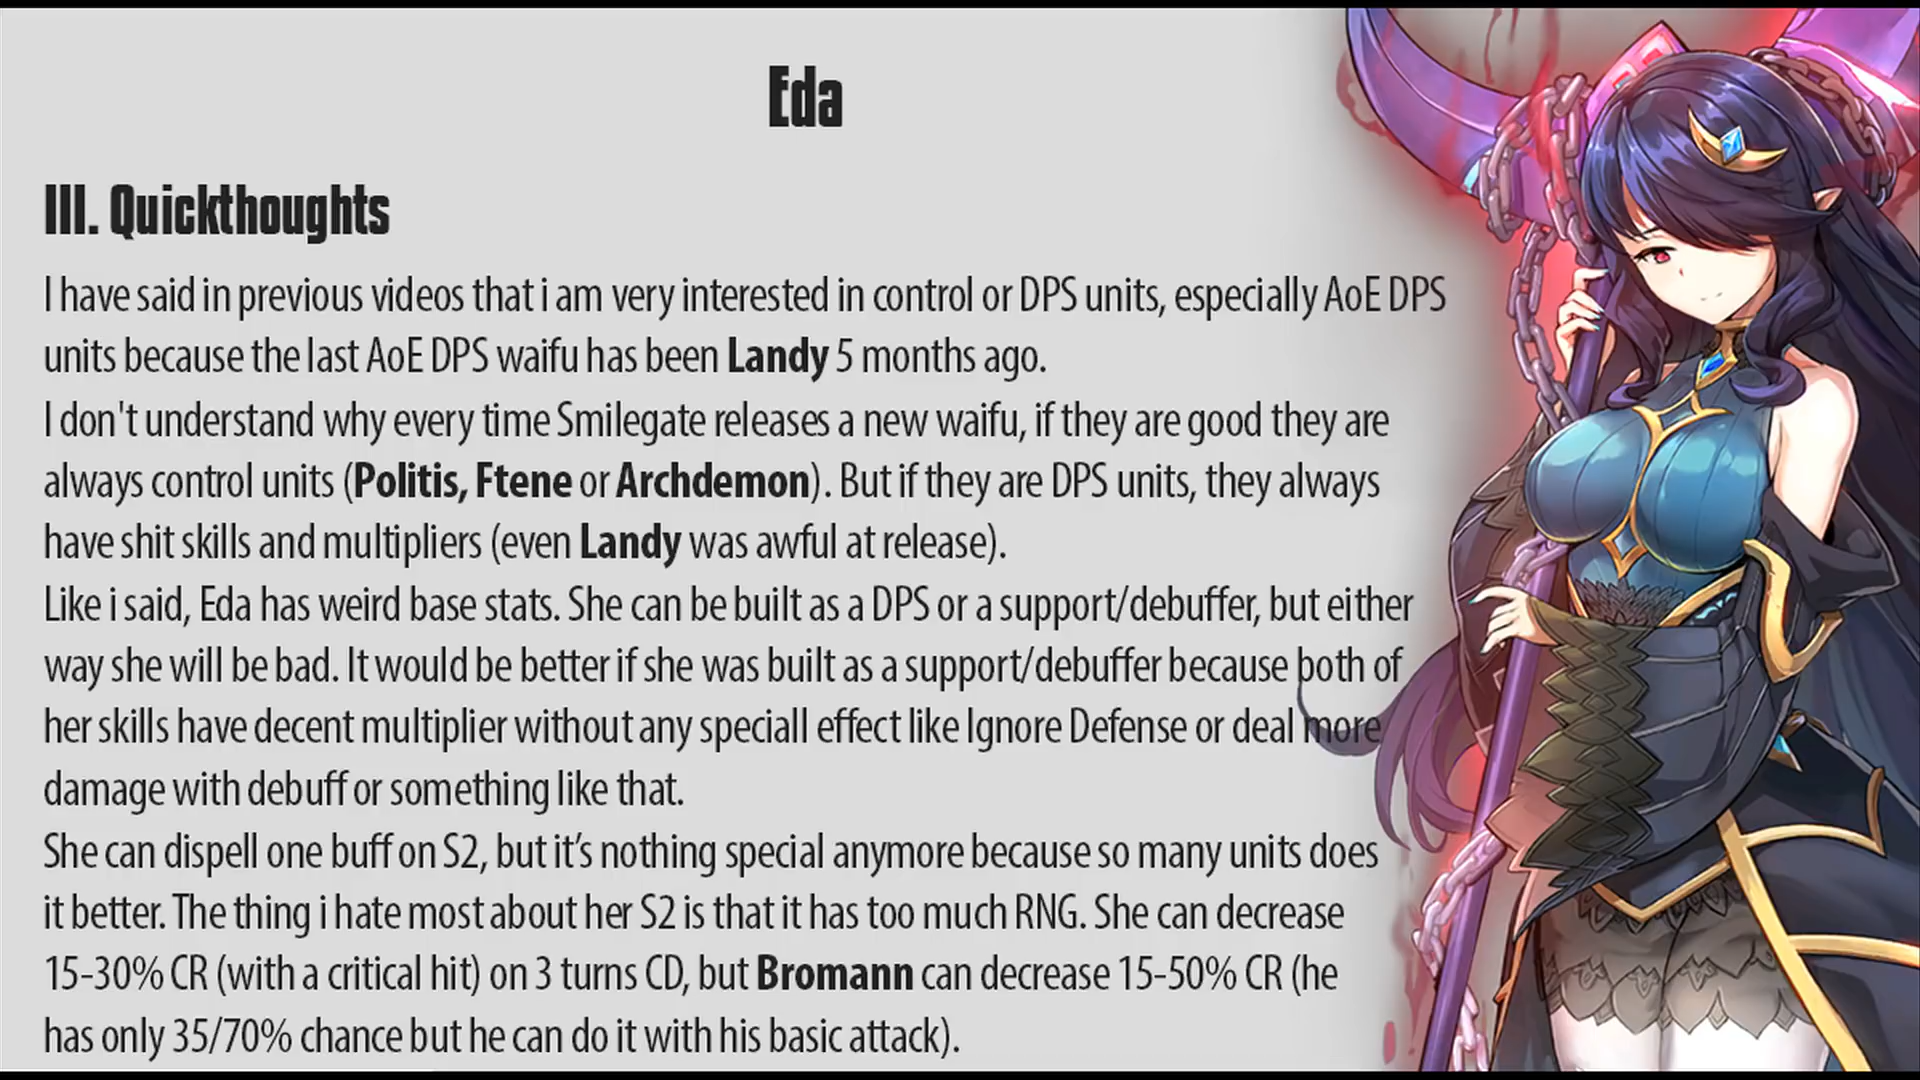 Eda
III. Quickthoughts
I have said in previous videos that i am very interested in control or DPS units, especially AoE DPS
units because the last AoE DPS waifu has been Landy 5 months ago.
I don't understand why every time Smilegate releases a new waifu, if they are good they are
always control units (Politis, Ftene or Archdemon). But if they are DPS units, they always
have shit skills and multipliers (even Landy was awful at release).
Like i said, Eda has weird base stats. She can be built as a DPS or a support/debuffer, but either
way she will be bad. It would be better if she was built as a support/debuffer because both of
her skills have decent multiplier without any speciall effect like Ignore Defense or deal more
damage with debuff or something like that.
She can dispell one buff on S2, but it’s nothing special anymore because so many units does
it better. The thing i hate most about her S2 is that it has too much RNG. She can decrease
15-30% CR (with a critical hit) on 3 turns CD, but Bromann can decrease 15-50% CR (he
has only 35/70% chance but he can do it with his basic attack).